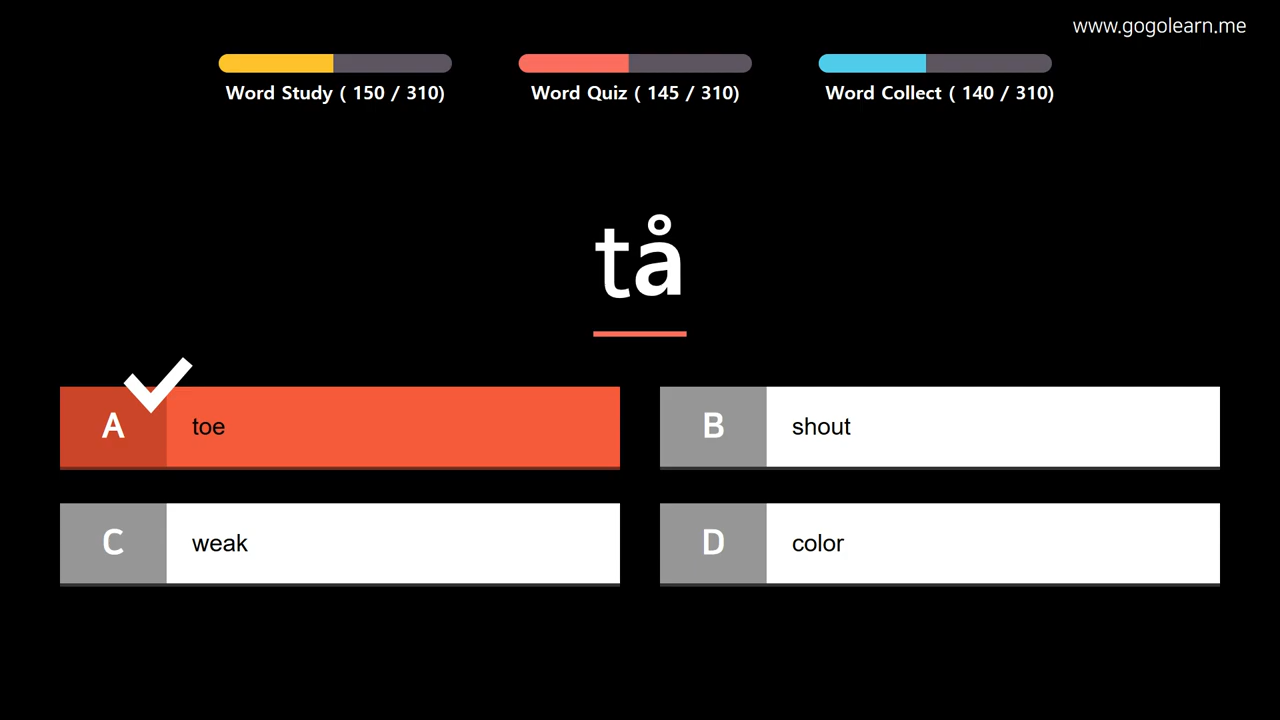 www.gogolearn.me
Word Study ( 150 / 310)
Word Quiz ( 145 / 310)
Word Collect ( 140 / 310)
tå
A toe
B shout
C weak
D color